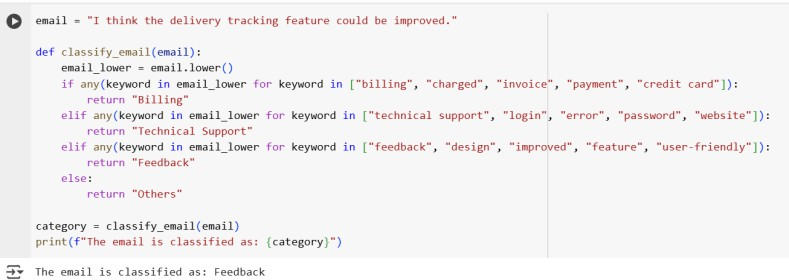 email = "I think the delivery tracking feature could be improved."
def classify_email(email):
    email_lower = email.lower()
    if any(keyword in email_lower for keyword in ["billing", "charged", "invoice", "payment", "credit card"]):
        return "Billing"
    elif any(keyword in email_lower for keyword in ["technical support", "login", "error", "password", "website"]):
        return "Technical Support"
    elif any(keyword in email_lower for keyword in ["feedback", "design", "improved", "feature", "user-friendly"]):
        return "Feedback"
    else:
        return "Others"
category = classify_email(email)
print(f"The email is classified as: {category}")
The email is classified as: Feedback